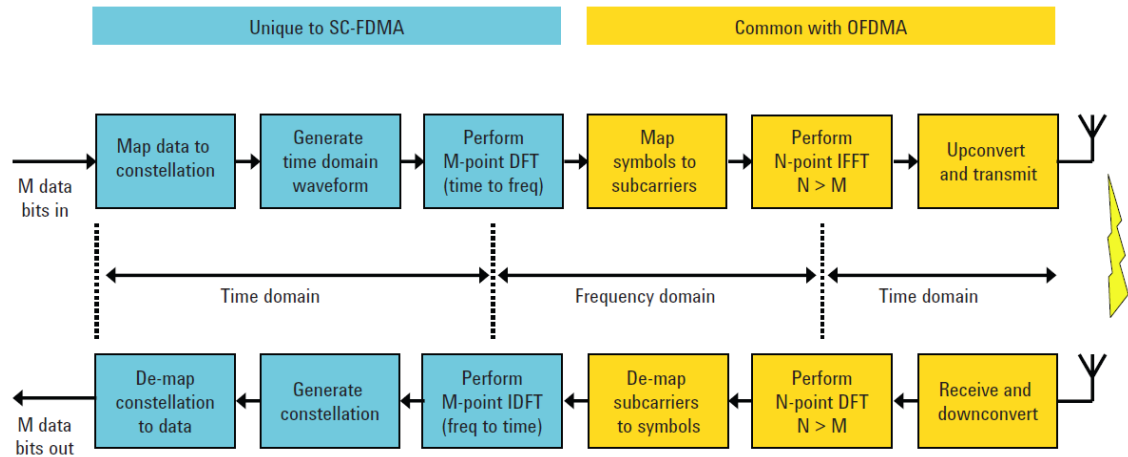 Unique to SC-FDMA
Common with OFDMA
Map data to
constellation
Generate
time domain
waveform
Perform
M-point DFT
(time to freq)
Map
symbols to
subcarriers
Perform
N-point IFFT
N > M
Upconvert
and transmit
M data
bits in
Time domain
Frequency domain
Time domain
De-map
constellation
to data
Generate
constellation
Perform
M-point IDFT
(freq to time)
De-map
subcarriers
to symbols
Perform
N-point DFT
N > M
Receive and
downconvert
M data
bits out